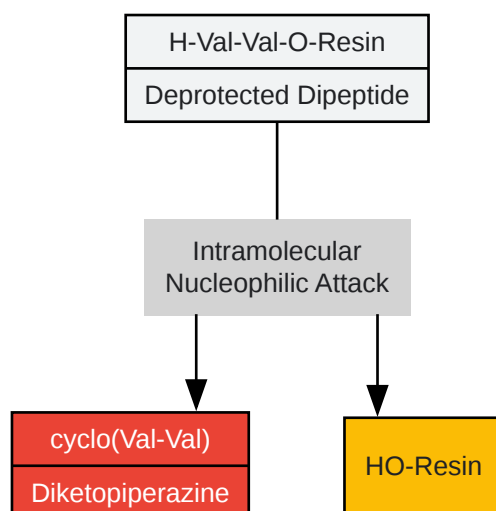 H-Val-Val-O-Resin
Deprotected Dipeptide
Intramolecular
Nucleophilic Attack
cyclo(Val-Val)
Diketopiperazine
HO-Resin